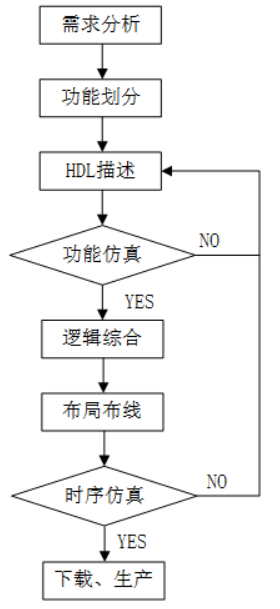 需求分析
功能划分
HDL描述
功能仿真
NO
YES
逻辑综合
布局布线
时序仿真
NO
YES
下载、生产